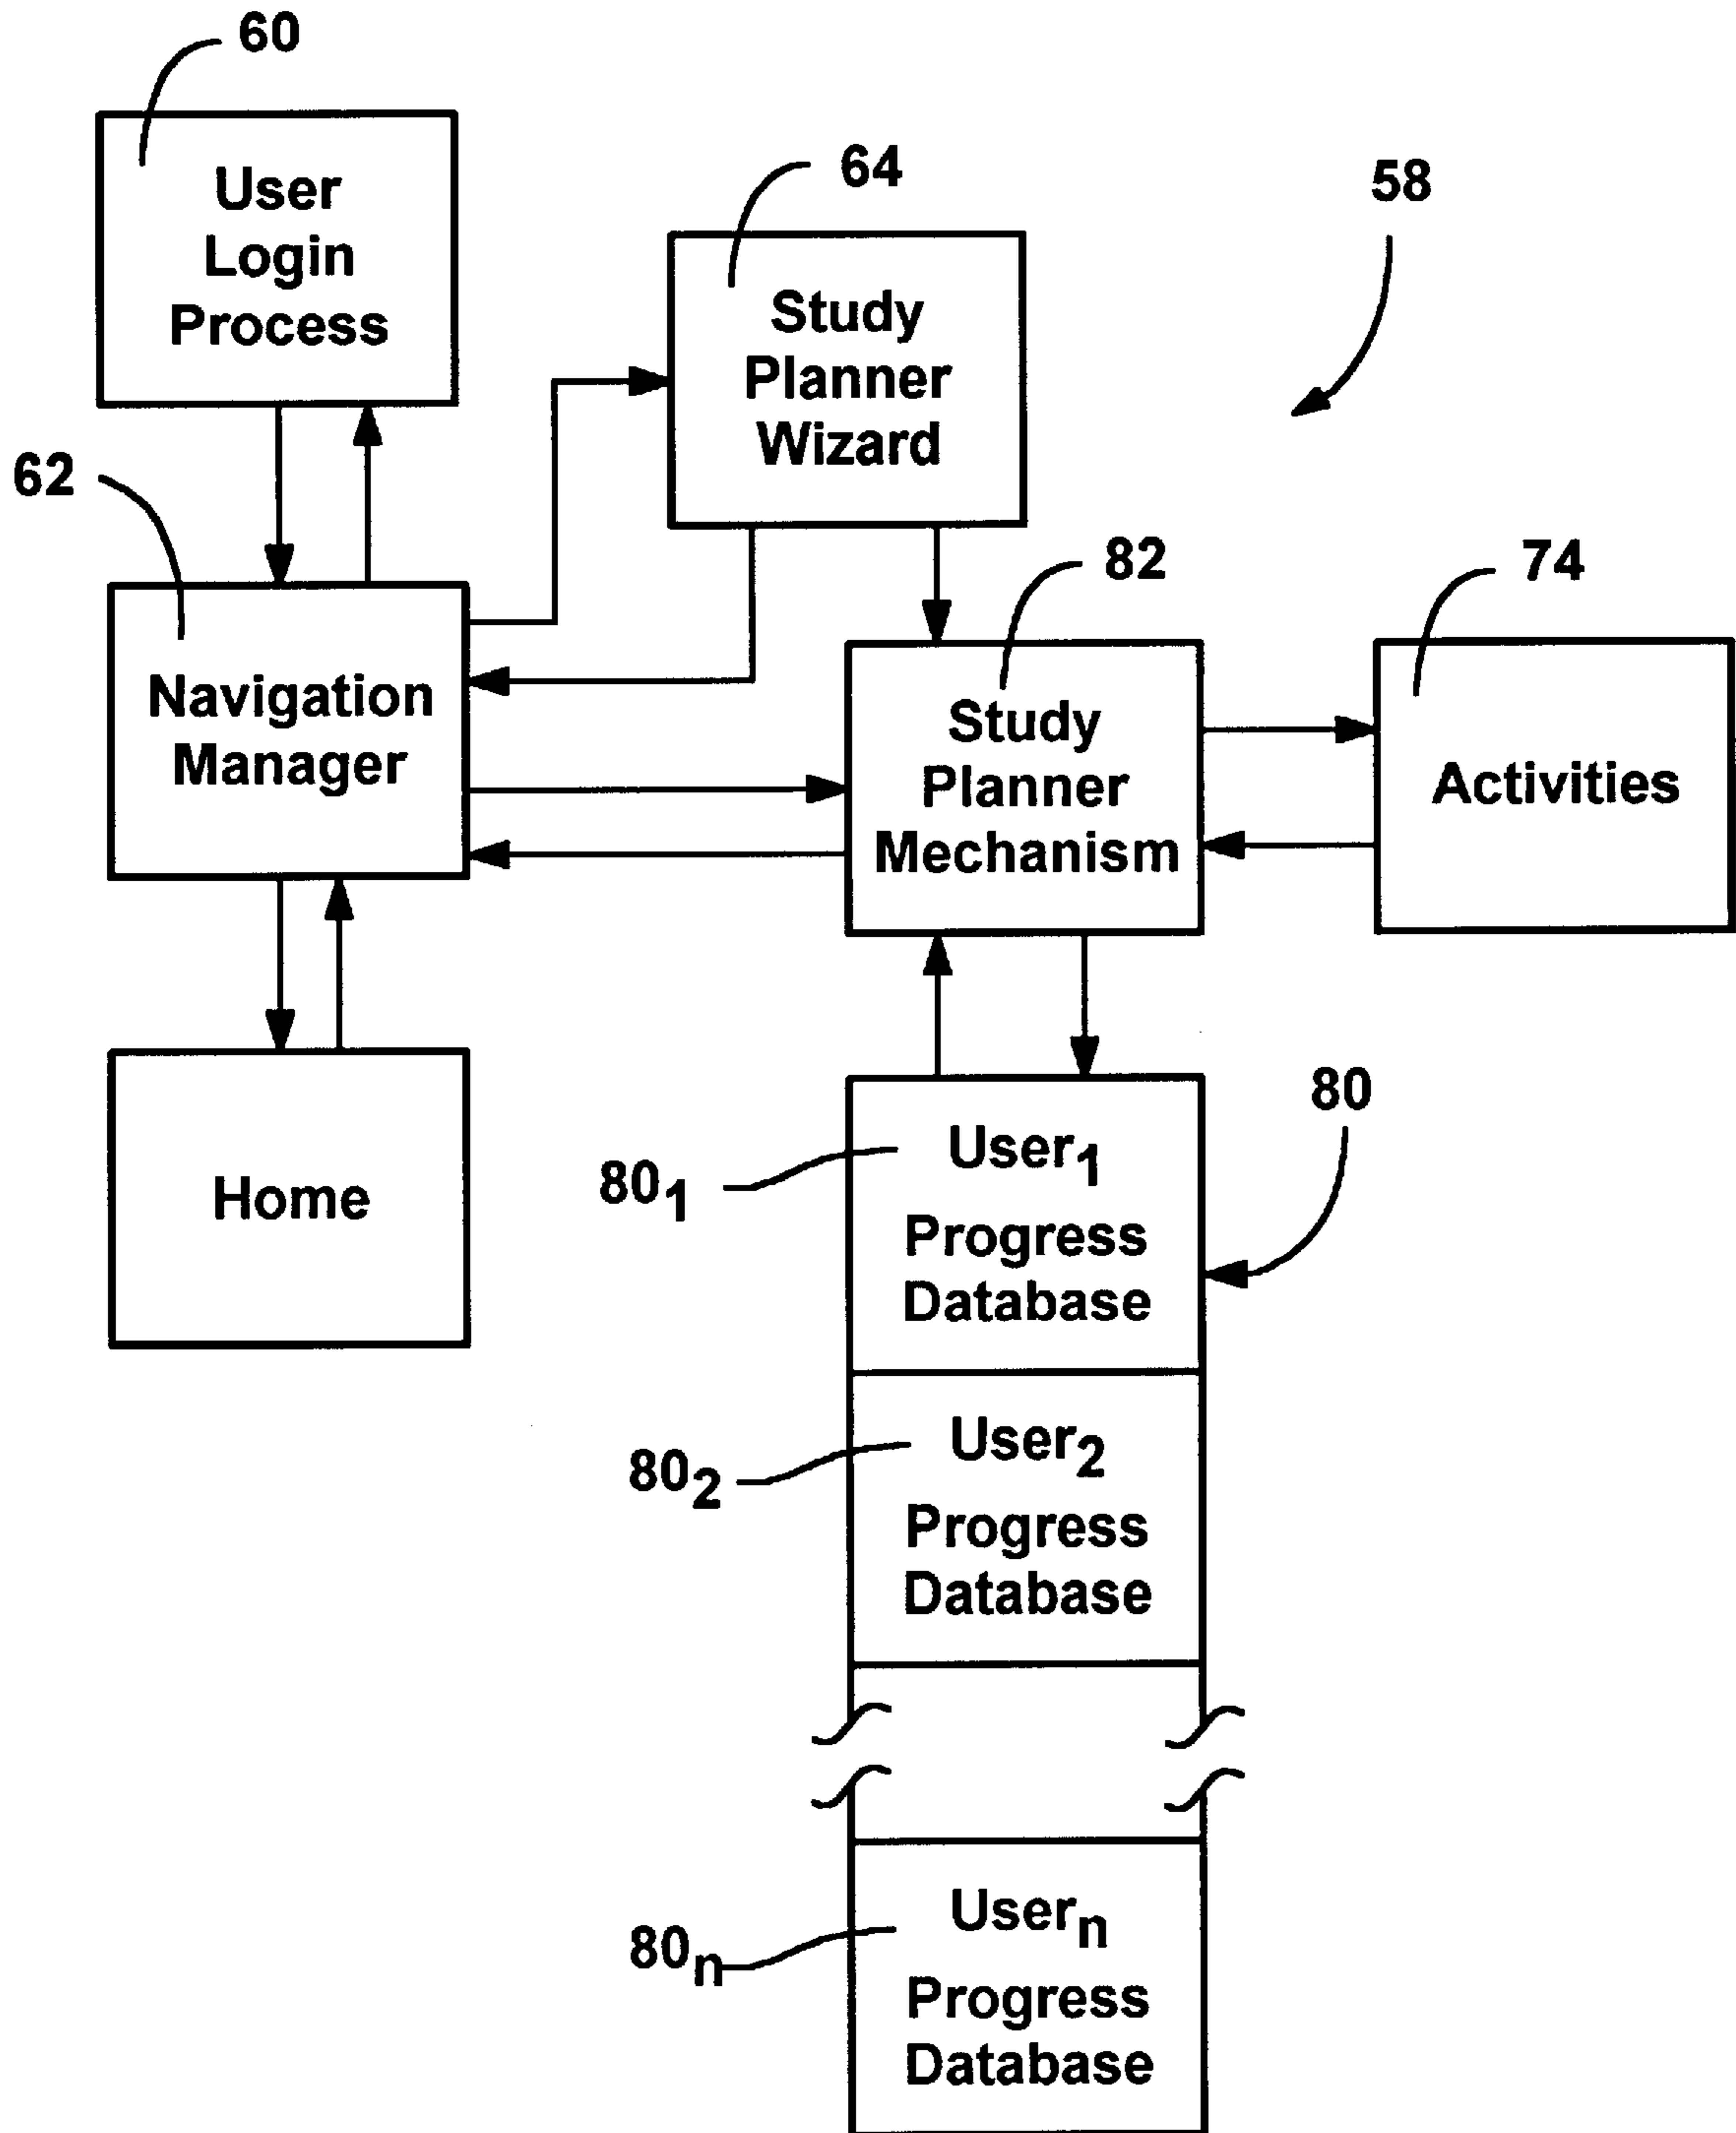 60
User
Login
Process
64
58
Study
Planner
Wizard
62
82
74
Navigation
Manager
Study
Planner
Mechanism
Activities
Home
80
80₁
User₁
Progress
Database
80₂
User₂
Progress
Database
80ₙ
Userₙ
Progress
Database